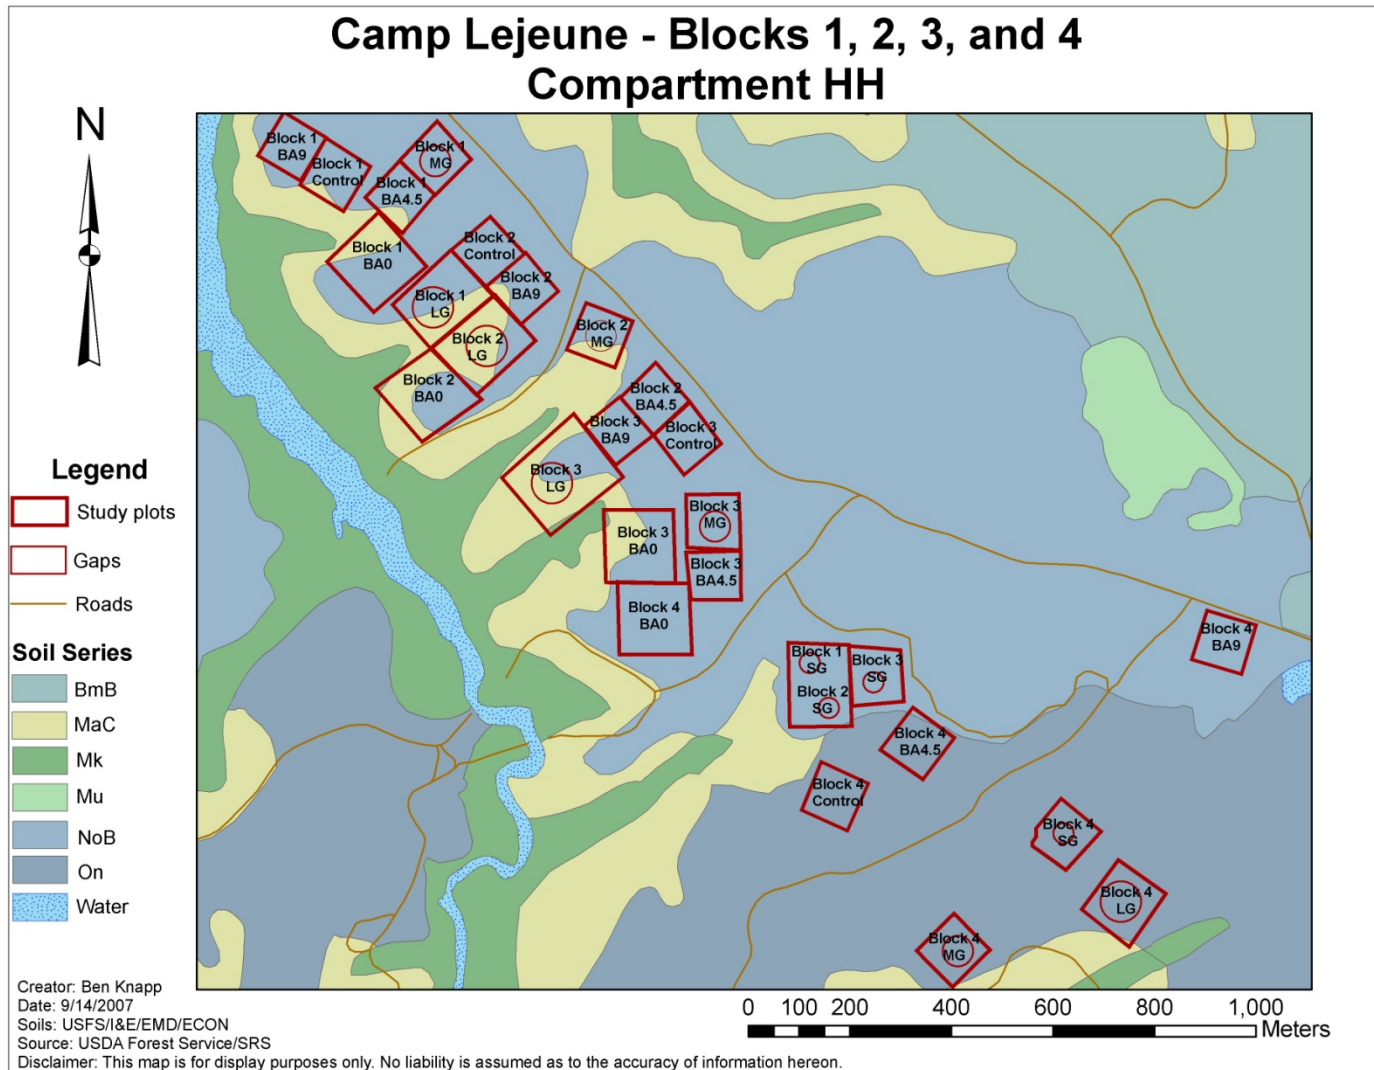 Camp Lejeune - Blocks 1, 2, 3, and 4
Compartment HH
N
Block 1
BA9
Block 1
Control
Block 1
MG
Block 1
BA4.5
Block 1
BA0
Block 2
Control
Block 2
BA9
Block 1
LG
Block 2
LG
Block 2
MG
Block 2
BA0
Block 2
BA4.5
Block 3
BA9
Block 3
Control
Block 3
LG
Block 3
MG
Block 3
BA0
Block 3
BA4.5
Block 4
BA0
Block 4
BA9
Block 1
SG
Block 3
SG
Block 2
SG
Block 4
BA4.5
Block 4
Control
Block 4
SG
Block 4
LG
Block 4
MG
Legend
Study plots
Gaps
Roads
Soil Series
BmB
MaC
Mk
Mu
NoB
On
Water
Creator: Ben Knapp
Date: 9/14/2007
Soils: USFS/I&E/EMD/ECON
Source: USDA Forest Service/SRS
Disclaimer: This map is for display purposes only. No liability is assumed as to the accuracy of information hereon.
0 100 200 400 600 800 1,000
Meters